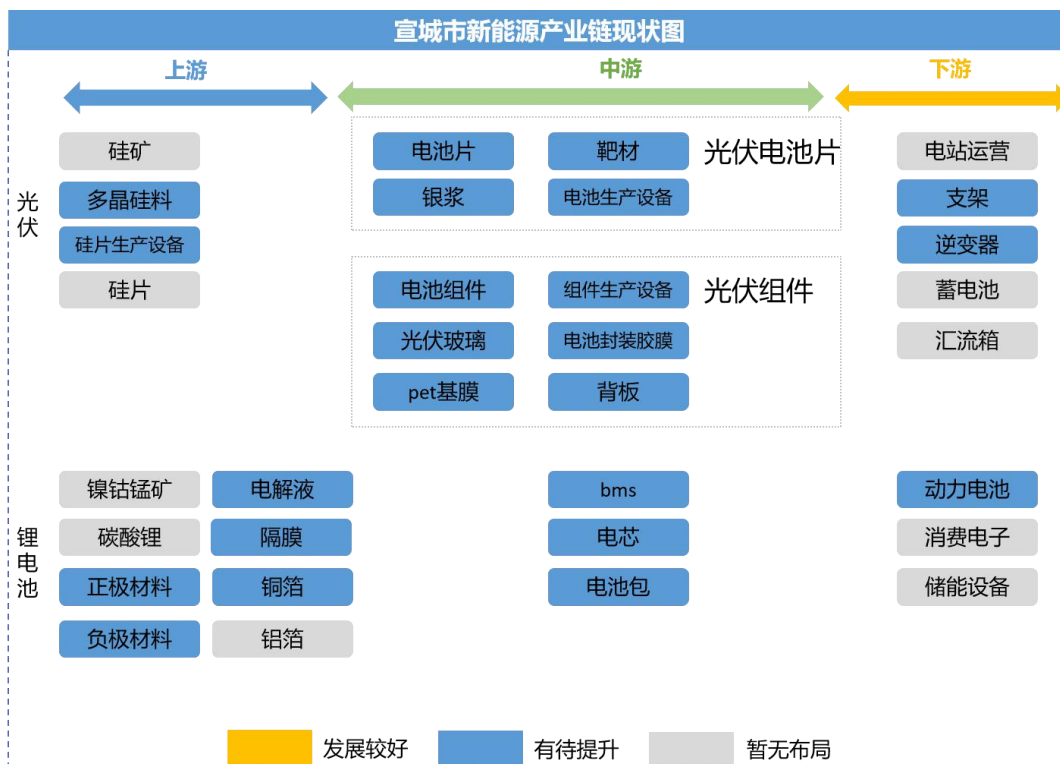 宣城市新能源产业链现状图
上游
中游
下游
光伏
硅矿
多晶硅料
硅片生产设备
硅片
电池片
靶材
光伏电池片
银浆
电池生产设备
电池组件
组件生产设备
光伏组件
光伏玻璃
电池封装胶膜
pet基膜
背板
电站运营
支架
逆变器
蓄电池
汇流箱
锂电池
镍钴锰矿
电解液
碳酸锂
隔膜
正极材料
铜箔
负极材料
铝箔
bms
电芯
电池包
动力电池
消费电子
储能设备
发展较好
有待提升
暂无布局